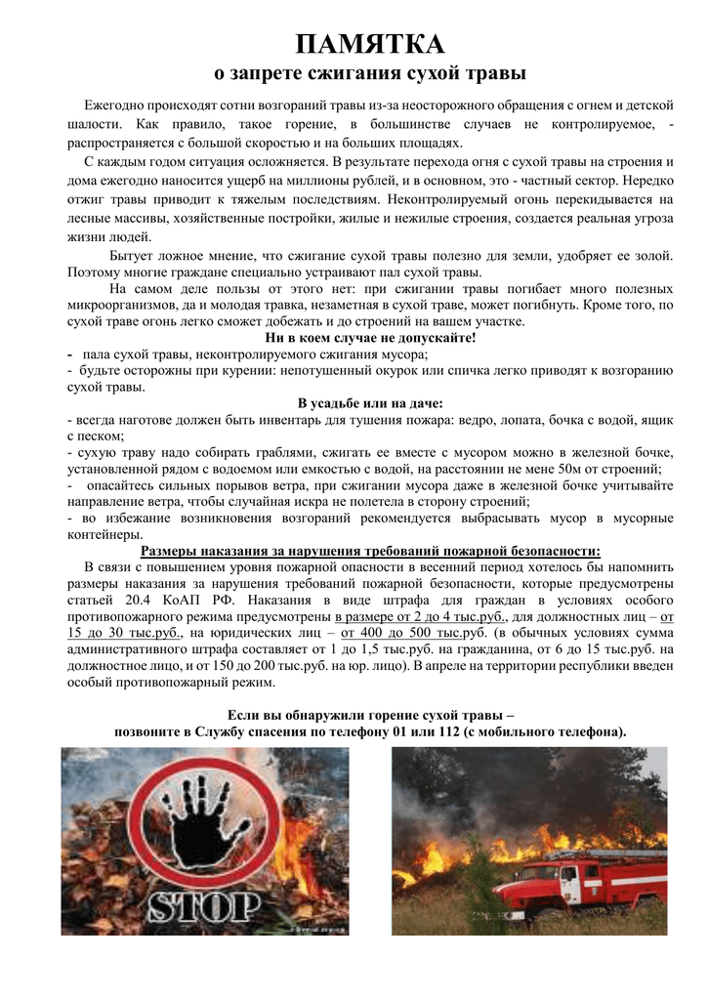 ПАМЯТКА
о запрете сжигания сухой травы
Ежегодно происходят сотни возгораний травы из-за неосторожного обращения с огнем и детской
шалости. Как правило, такое горение, в большинстве случаев не контролируемое, -
распространяется с большой скоростью и на больших площадях.
С каждым годом ситуация осложняется. В результате перехода огня с сухой травы на строения и
дома ежегодно наносится ущерб на миллионы рублей, и в основном, это - частный сектор. Нередко
отжиг травы приводит к тяжелым последствиям. Неконтролируемый огонь перекидывается на
лесные массивы, хозяйственные постройки, жилые и нежилые строения, создается реальная угроза
жизни людей.
Бытует ложное мнение, что сжигание сухой травы полезно для земли, удобряет ее золой.
Поэтому многие граждане специально устраивают пал сухой травы.
На самом деле пользы от этого нет: при сжигании травы погибает много полезных
микроорганизмов, да и молодая травка, незаметная в сухой траве, может погибнуть. Кроме того, по
сухой траве огонь легко сможет добежать и до строений на вашем участке.
Ни в коем случае не допускайте!
- пала сухой травы, неконтролируемого сжигания мусора;
- будьте осторожны при курении: непотушенный окурок или спичка легко приводят к возгоранию
сухой травы.
В усадьбе или на даче:
- всегда наготове должен быть инвентарь для тушения пожара: ведро, лопата, бочка с водой, ящик
с песком;
- сухую траву надо собирать граблями, сжигать ее вместе с мусором можно в железной бочке,
установленной рядом с водоемом или емкостью с водой, на расстоянии не мене 50м от строений;
- опасайтесь сильных порывов ветра, при сжигании мусора даже в железной бочке учитывайте
направление ветра, чтобы случайная искра не полетела в сторону строений;
- во избежание возникновения возгораний рекомендуется выбрасывать мусор в мусорные
контейнеры.
Размеры наказания за нарушения требований пожарной безопасности:
В связи с повышением уровня пожарной опасности в весенний период хотелось бы напомнить
размеры наказания за нарушения требований пожарной безопасности, которые предусмотрены
статьей 20.4 КоАП РФ. Наказания в виде штрафа для граждан в условиях особого
противопожарного режима предусмотрены в размере от 2 до 4 тыс.руб., для должностных лиц – от
15 до 30 тыс.руб., на юридических лиц – от 400 до 500 тыс.руб. (в обычных условиях сумма
административного штрафа составляет от 1 до 1,5 тыс.руб. на гражданина, от 6 до 15 тыс.руб. на
должностное лицо, и от 150 до 200 тыс.руб. на юр. лицо). В апреле на территории республики введен
особый противопожарный режим.
Если вы обнаружили горение сухой травы –
позвоните в Службу спасения по телефону 01 или 112 (с мобильного телефона).
STOP